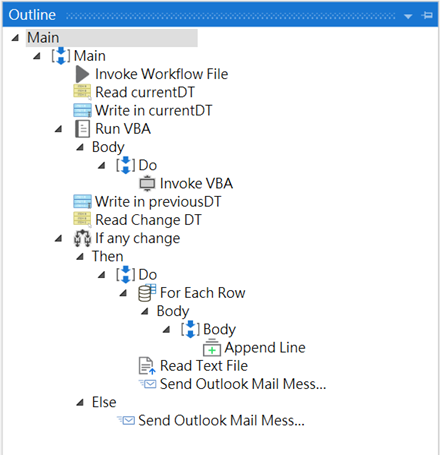 Outline
Main
Main
Invoke Workflow File
Read currentDT
Write in currentDT
Run VBA
Body
Do
Invoke VBA
Write in previousDT
Read Change DT
If any change
Then
Do
For Each Row
Body
Body
Append Line
Read Text File
Send Outlook Mail Mess...
Else
Send Outlook Mail Mess...